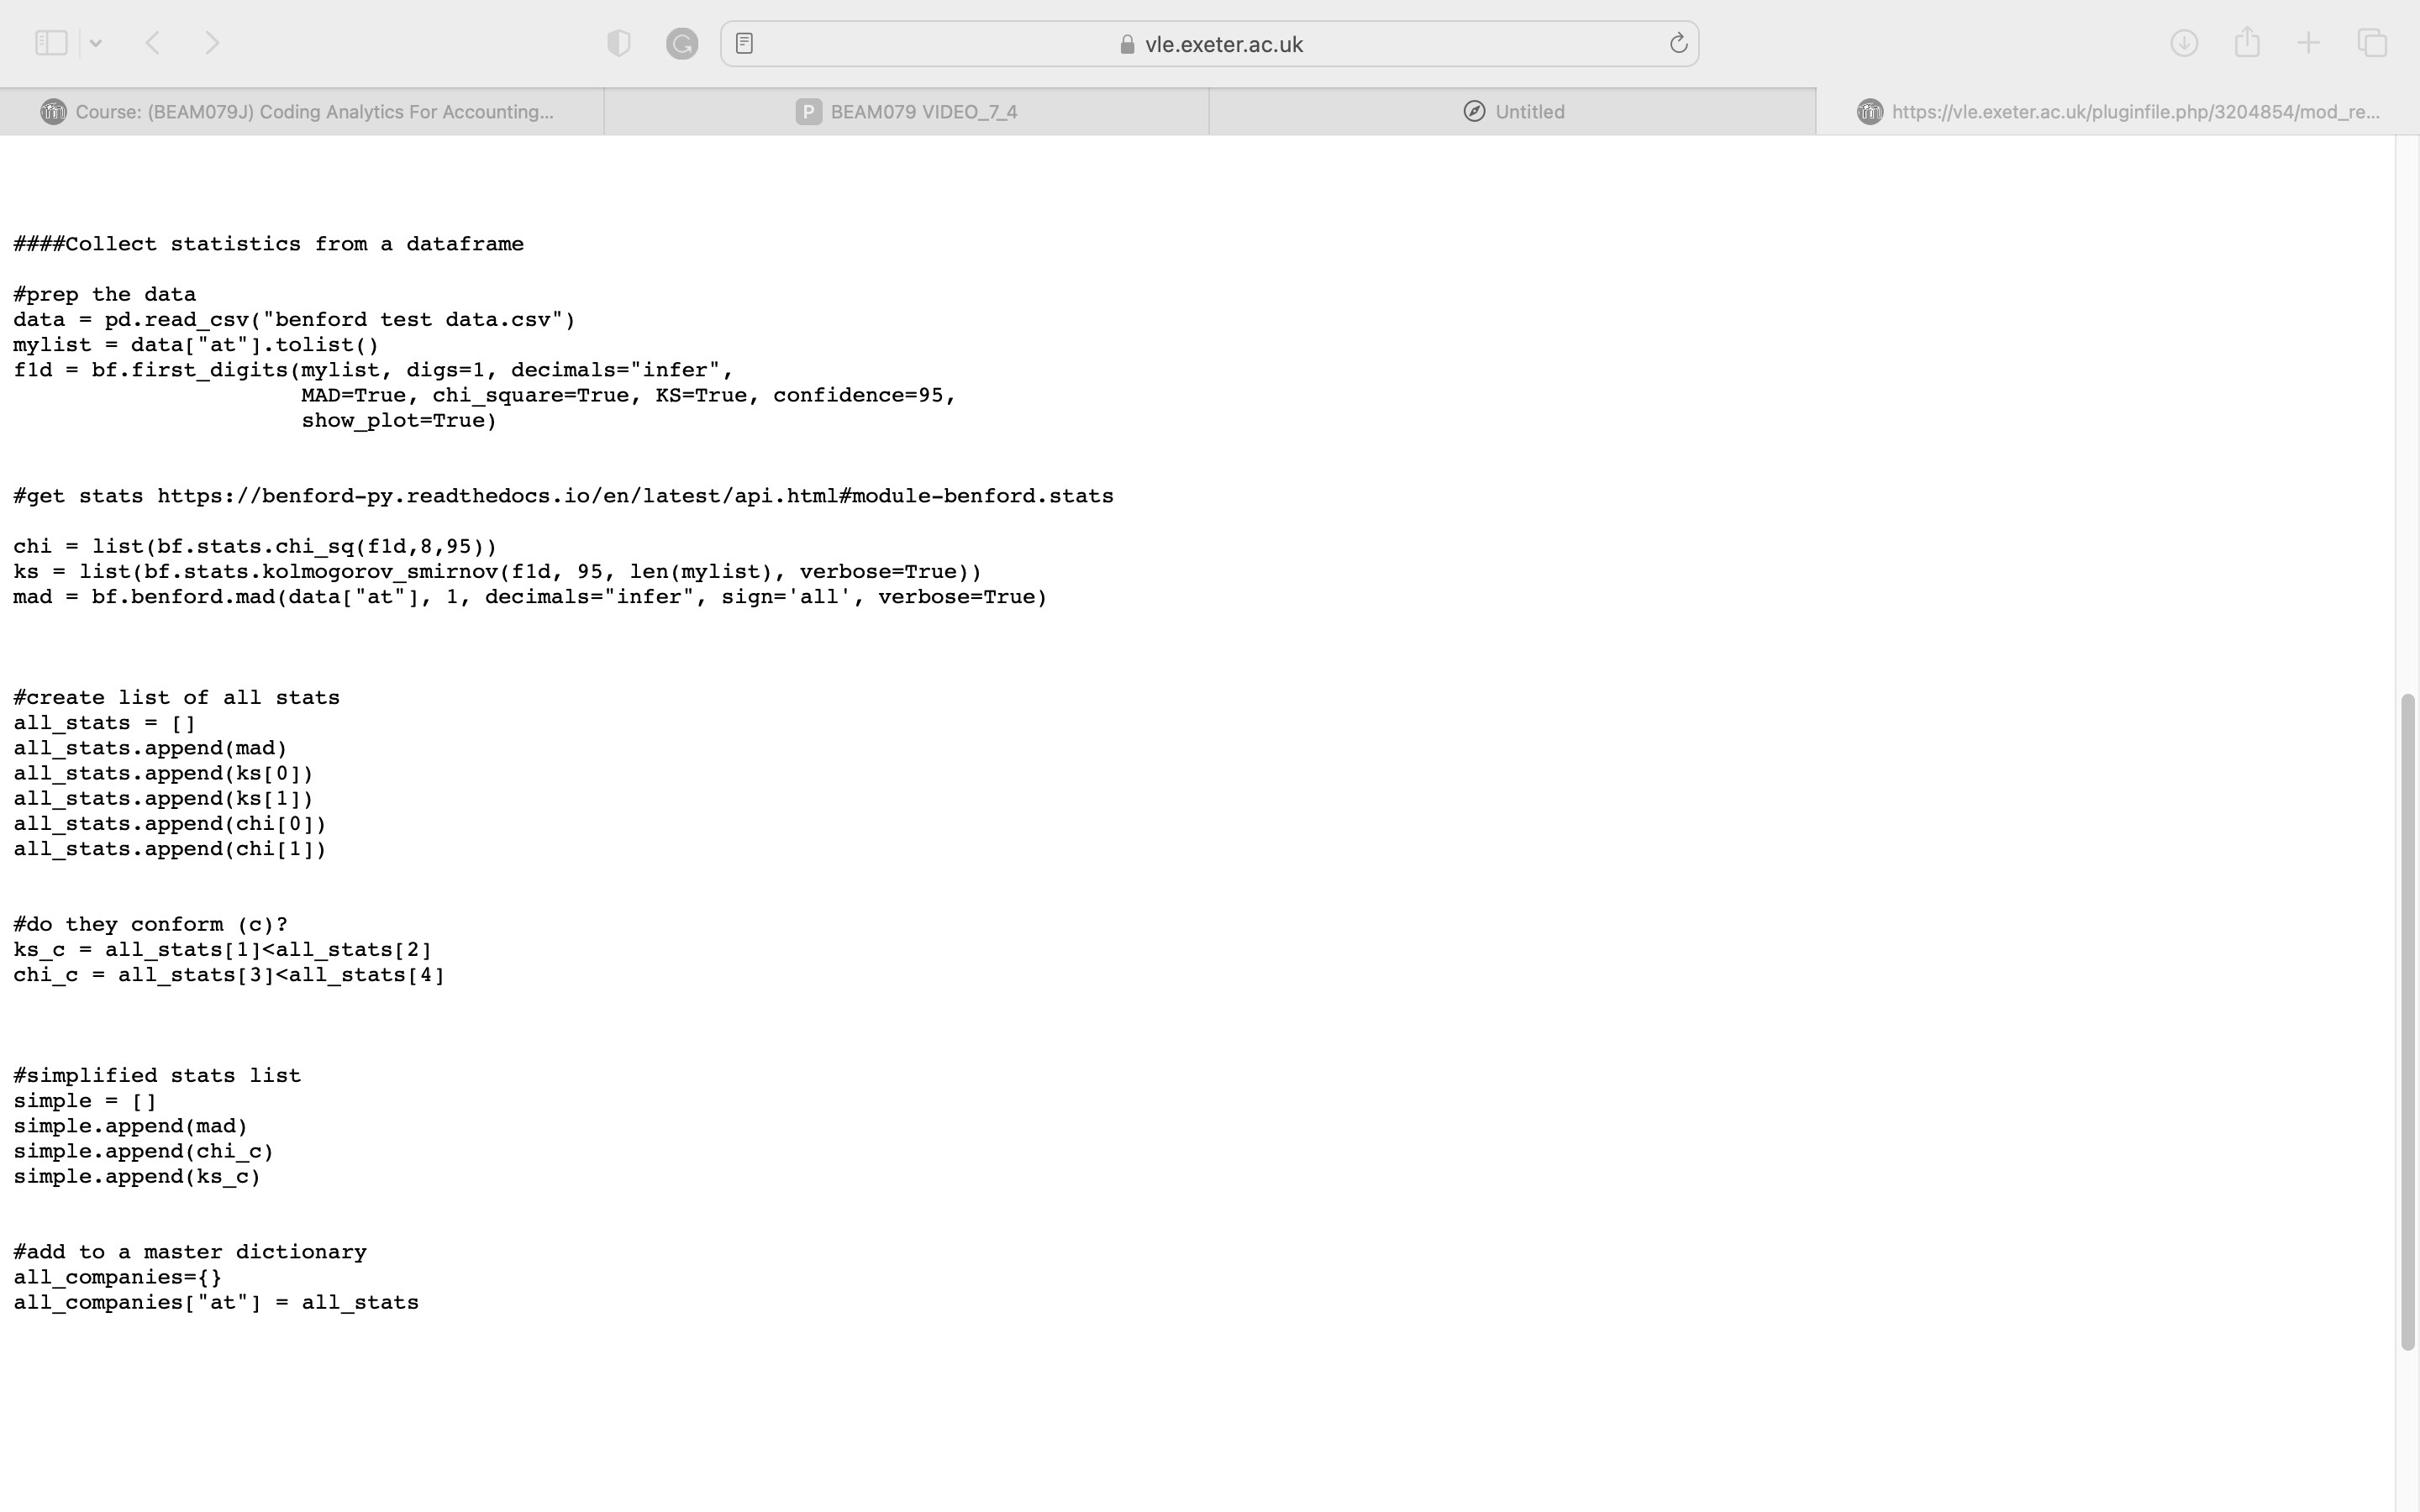 vle.exeter.ac.uk
Course: (BEAM079J) Coding Analytics For Accounting...
P BEAM079 VIDEO_7_4
Untitled
https://vle.exeter.ac.uk/pluginfile.php/3204854/mod_re...
####Collect statistics from a dataframe
#prep the data
data = pd.read_csv("benford test data.csv")
mylist = data["at"].tolist()
f1d = bf.first_digits(mylist, digs=1, decimals="infer",
MAD=True, chi_square=True, KS=True, confidence=95,
show_plot=True)
#get stats https://benford-py.readthedocs.io/en/latest/api.html#module-benford.stats
chi = list(bf.stats.chi_sq(f1d,8,95))
ks = list(bf.stats.kolmogorov_smirnov(f1d, 95, len(mylist), verbose=True))
mad = bf.benford.mad(data["at"], 1, decimals="infer", sign='all', verbose=True)
#create list of all stats
all_stats = []
all_stats.append(mad)
all_stats.append(ks[0])
all_stats.append(ks[1])
all_stats.append(chi[0])
all_stats.append(chi[1])
#do they conform (c)?
ks_c = all_stats[1]<all_stats[2]
chi_c = all_stats[3]<all_stats[4]
#simplified stats list
simple = []
simple.append(mad)
simple.append(chi_c)
simple.append(ks_c)
#add to a master dictionary
all_companies={}
all_companies["at"] = all_stats